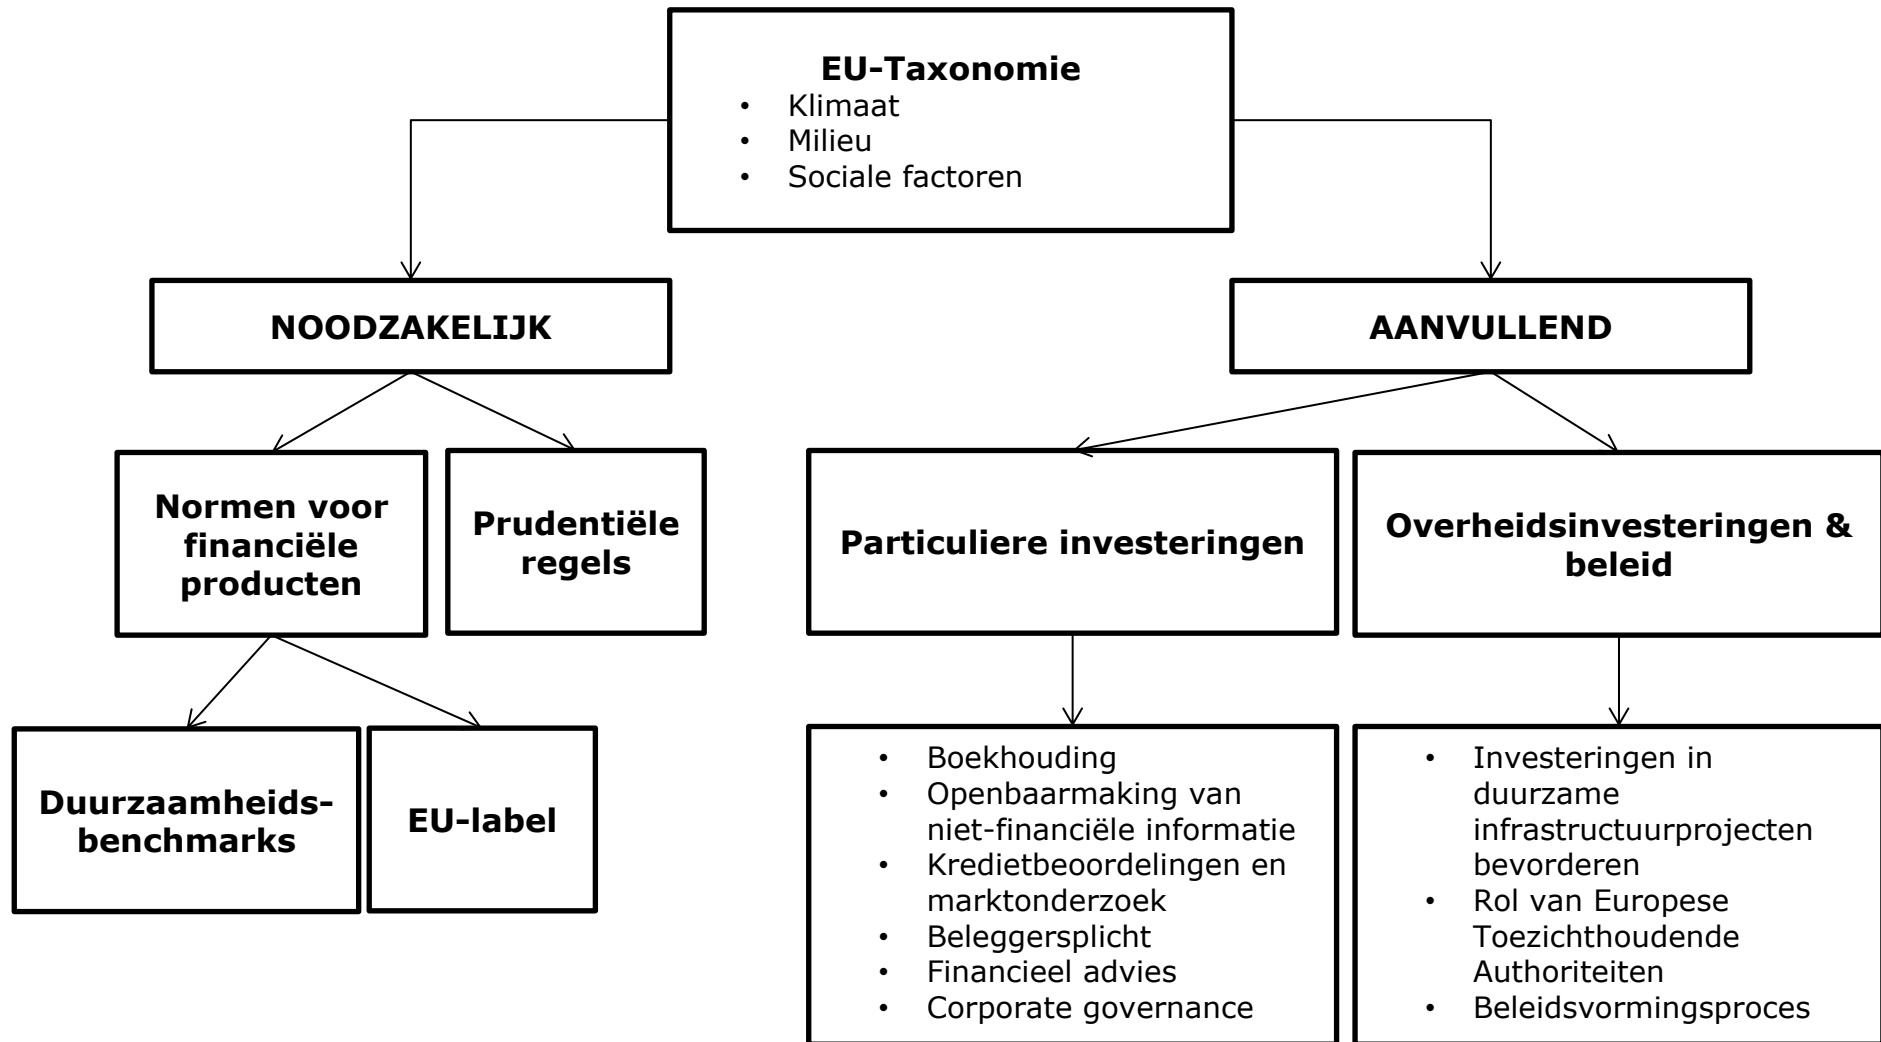 EU-Taxonomie
• Klimaat
• Milieu
• Sociale factoren
NOODZAKELIJK
AANVULLEND
Normen voor
financiële
producten
Prudentiële
regels
Particuliere investeringen
Overheidsinvesteringen &
beleid
Duurzaamheids-
benchmarks
EU-label
• Boekhouding
• Openbaarmaking van
niet-financiële informatie
• Kredietbeoordelingen en
marktonderzoek
• Beleggersplicht
• Financieel advies
• Corporate governance
• Investeringen in
duurzame
infrastructuurprojecten
bevorderen
• Rol van Europese
Toezichthoudende
Authoriteiten
• Beleidsvormingsproces